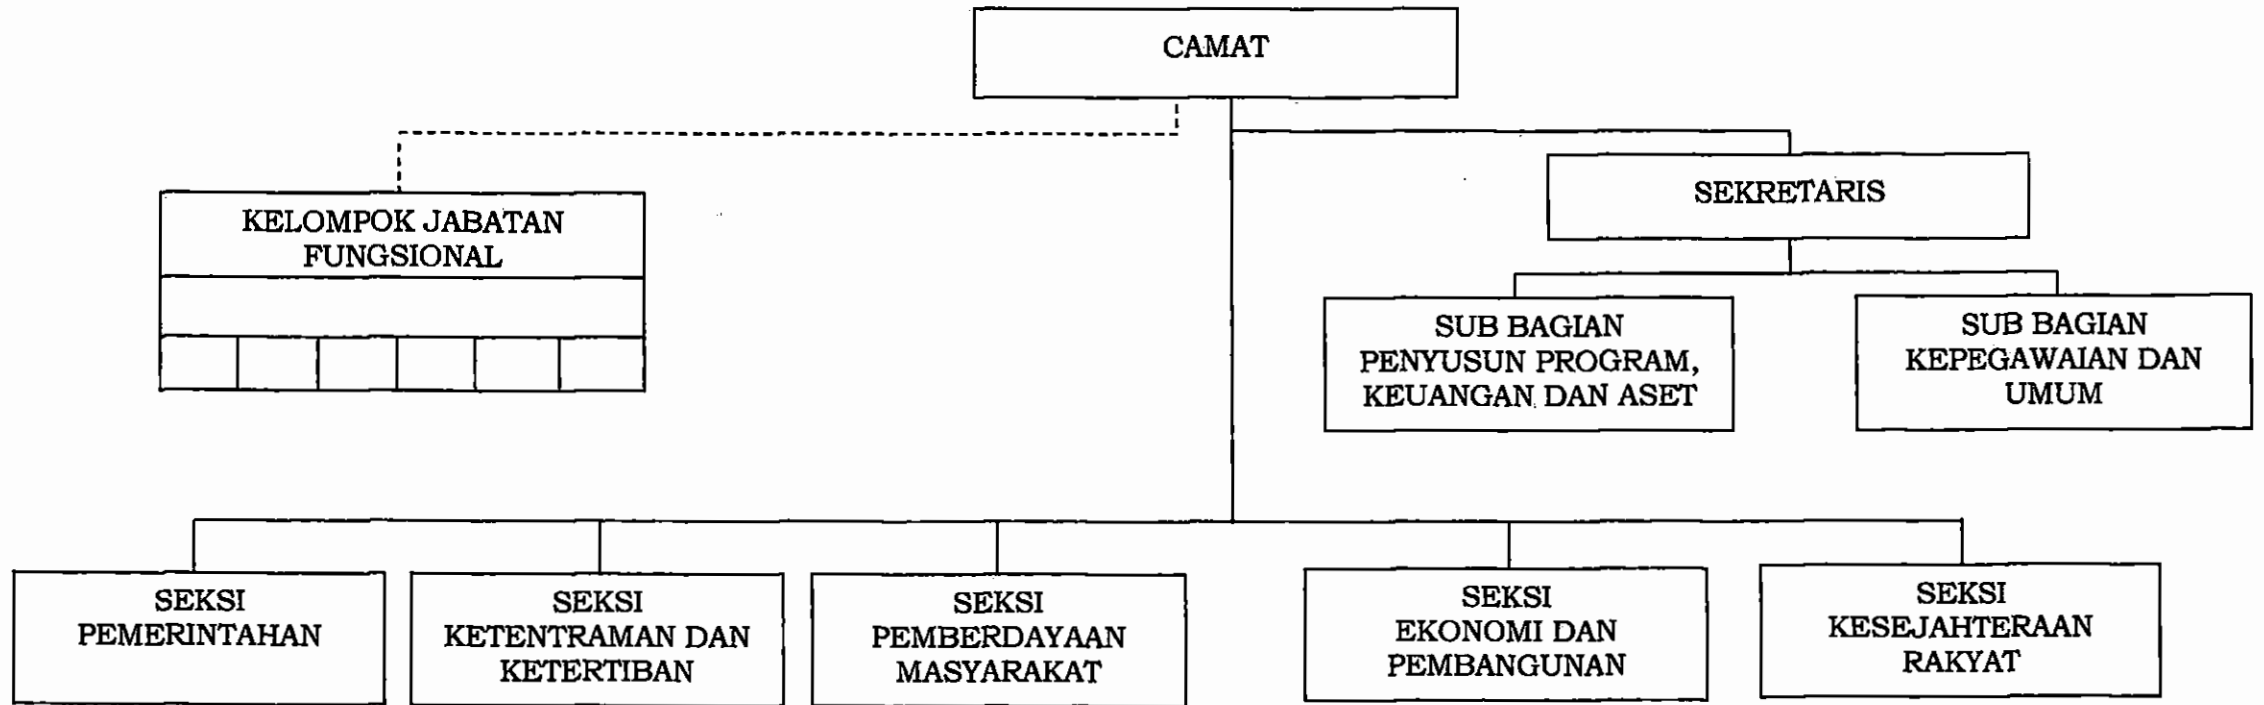 CAMAT
SEKRETARIS
KELOMPOK JABATAN
FUNGSIONAL
SUB BAGIAN
PENYUSUN PROGRAM,
KEUANGAN DAN ASET
SUB BAGIAN
KEPEGAWAIAN DAN
UMUM
SEKSI
PEMERINTAHAN
SEKSI
KETENTRAMAN DAN
KETERTIBAN
SEKSI
PEMBERDAYAAN
MASYARAKAT
SEKSI
EKONOMI DAN
PEMBANGUNAN
SEKSI
KESEJAHTERAAN
RAKYAT